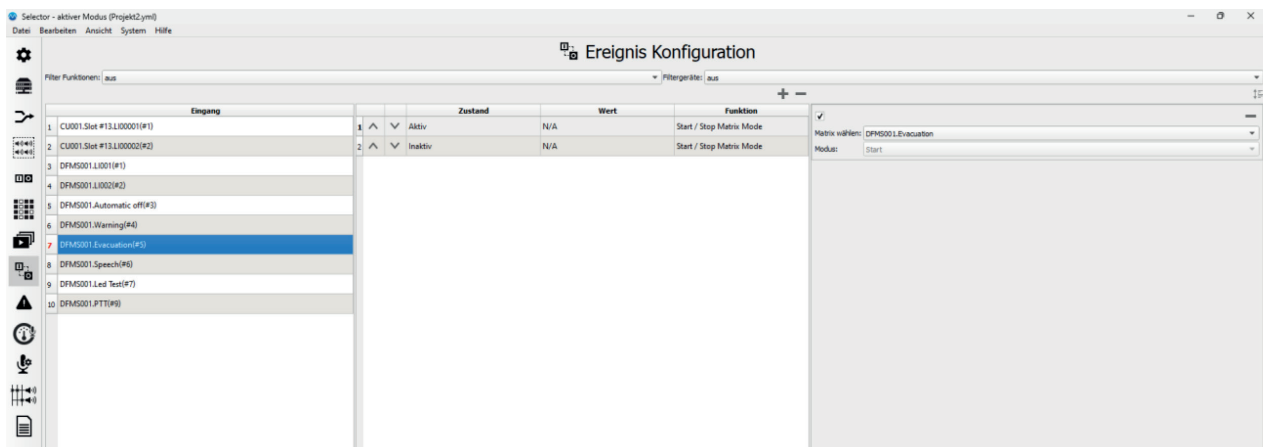 Selector - aktiver Modus (Projekt2.yml)
Datei Bearbeiten Ansicht System Hilfe
Ereignis Konfiguration
Filter Funktionen: aus Filtergeräte: aus
Eingang Zustand Wert Funktion
1 CU001.Slot #13.LI00001(#1) 1 Aktiv N/A Start / Stop Matrix Mode
Matrix wählen: DFMS001.Evacuation
2 CU001.Slot #13.LI00002(#2) 2 Inaktiv N/A Start / Stop Matrix Mode
Modus: Start
3 DFMS001.LI001(#1)
4 DFMS001.LI002(#2)
5 DFMS001.Automatic off(#3)
6 DFMS001.Warning(#4)
7 DFMS001.Evacuation(#5)
8 DFMS001.Speech(#6)
9 DFMS001.Led Test(#7)
10 DFMS001.PTT(#9)